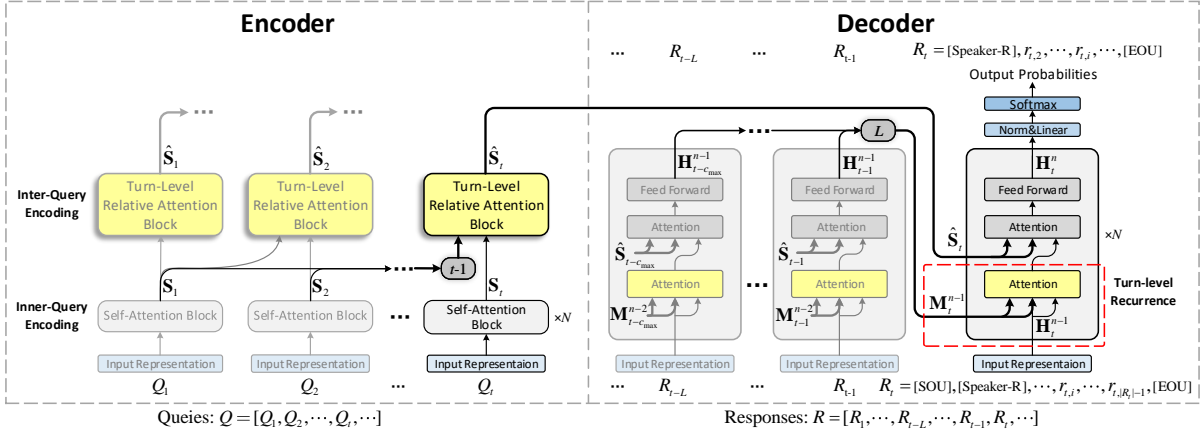 Encoder
Decoder
··· R_{t-L} ··· R_{t-1} R_t = [Speaker-R], r_{t,2}, ···, r_{t,i}, ···, [EOU]
Output Probabilities
Softmax
Norm&Linear
··· ···
Ŝ_1 Ŝ_2 Ŝ_t
L
H^{n-1}_{t-c_max} H^{n-1}_{t-1} H^n_t
Inter-Query Encoding
Turn-Level Relative Attention Block
Turn-Level Relative Attention Block
Turn-Level Relative Attention Block
Feed Forward Feed Forward Feed Forward
Attention Attention Attention
Ŝ_{t-c_max} Ŝ_{t-1} Ŝ_t
×N
··· t-1
S_1 S_2 S_t
Attention ··· Attention Attention
Turn-level Recurrence
M^{n-2}_{t-c_max} M^{n-2}_{t-1} M^{n-1}_t H^{n-1}_t
Inner-Query Encoding
Self-Attention Block Self-Attention Block ··· Self-Attention Block ×N
Input Representation Input Representation Input Representaion
Input Representation Input Representation Input Representaion
Q_1 Q_2 ··· Q_t
··· R_{t-L} ··· R_{t-1} R_t = [SOU], [Speaker-R], ···, r_{t,i}, ···, r_{t,|R_t|-1}, [EOU]
Queies: Q = [Q_1, Q_2, ···, Q_t, ···]
Responses: R = [R_1, ···, R_{t-L}, ···, R_{t-1}, R_t, ···]